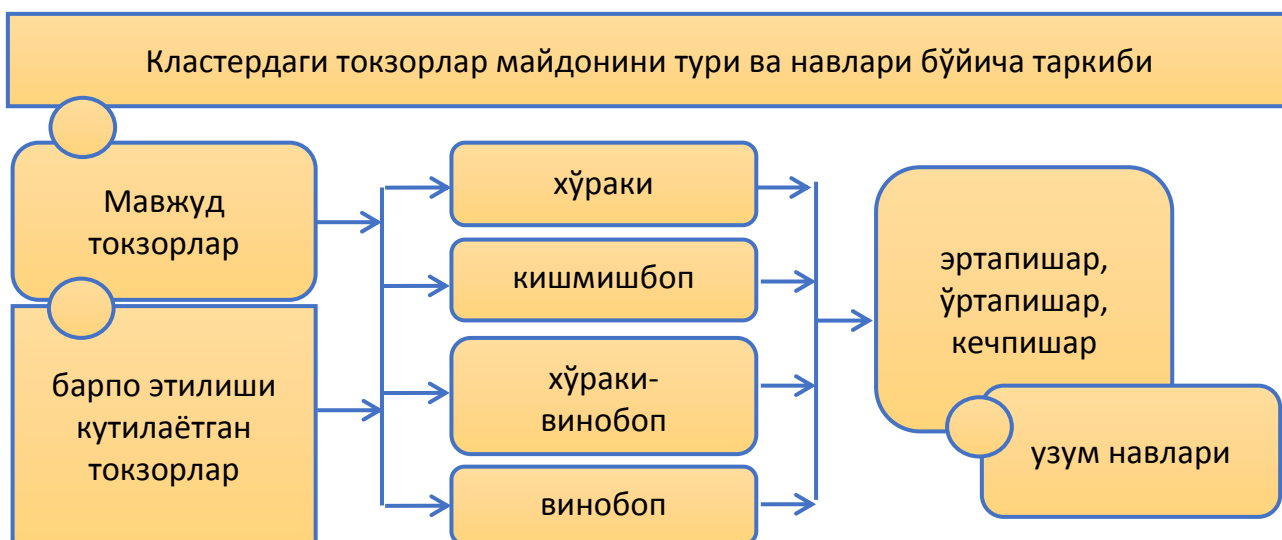 Кластердаги токзорлар майдонини тури ва навлари бўйича таркиби
Мавжуд
токзорлар
барпо этилиши
кутилаётган
токзорлар
хўраки
кишмишбоп
хўраки-
винобоп
винобоп
эртапишар,
ўртапишар,
кечпишар
узум навлари